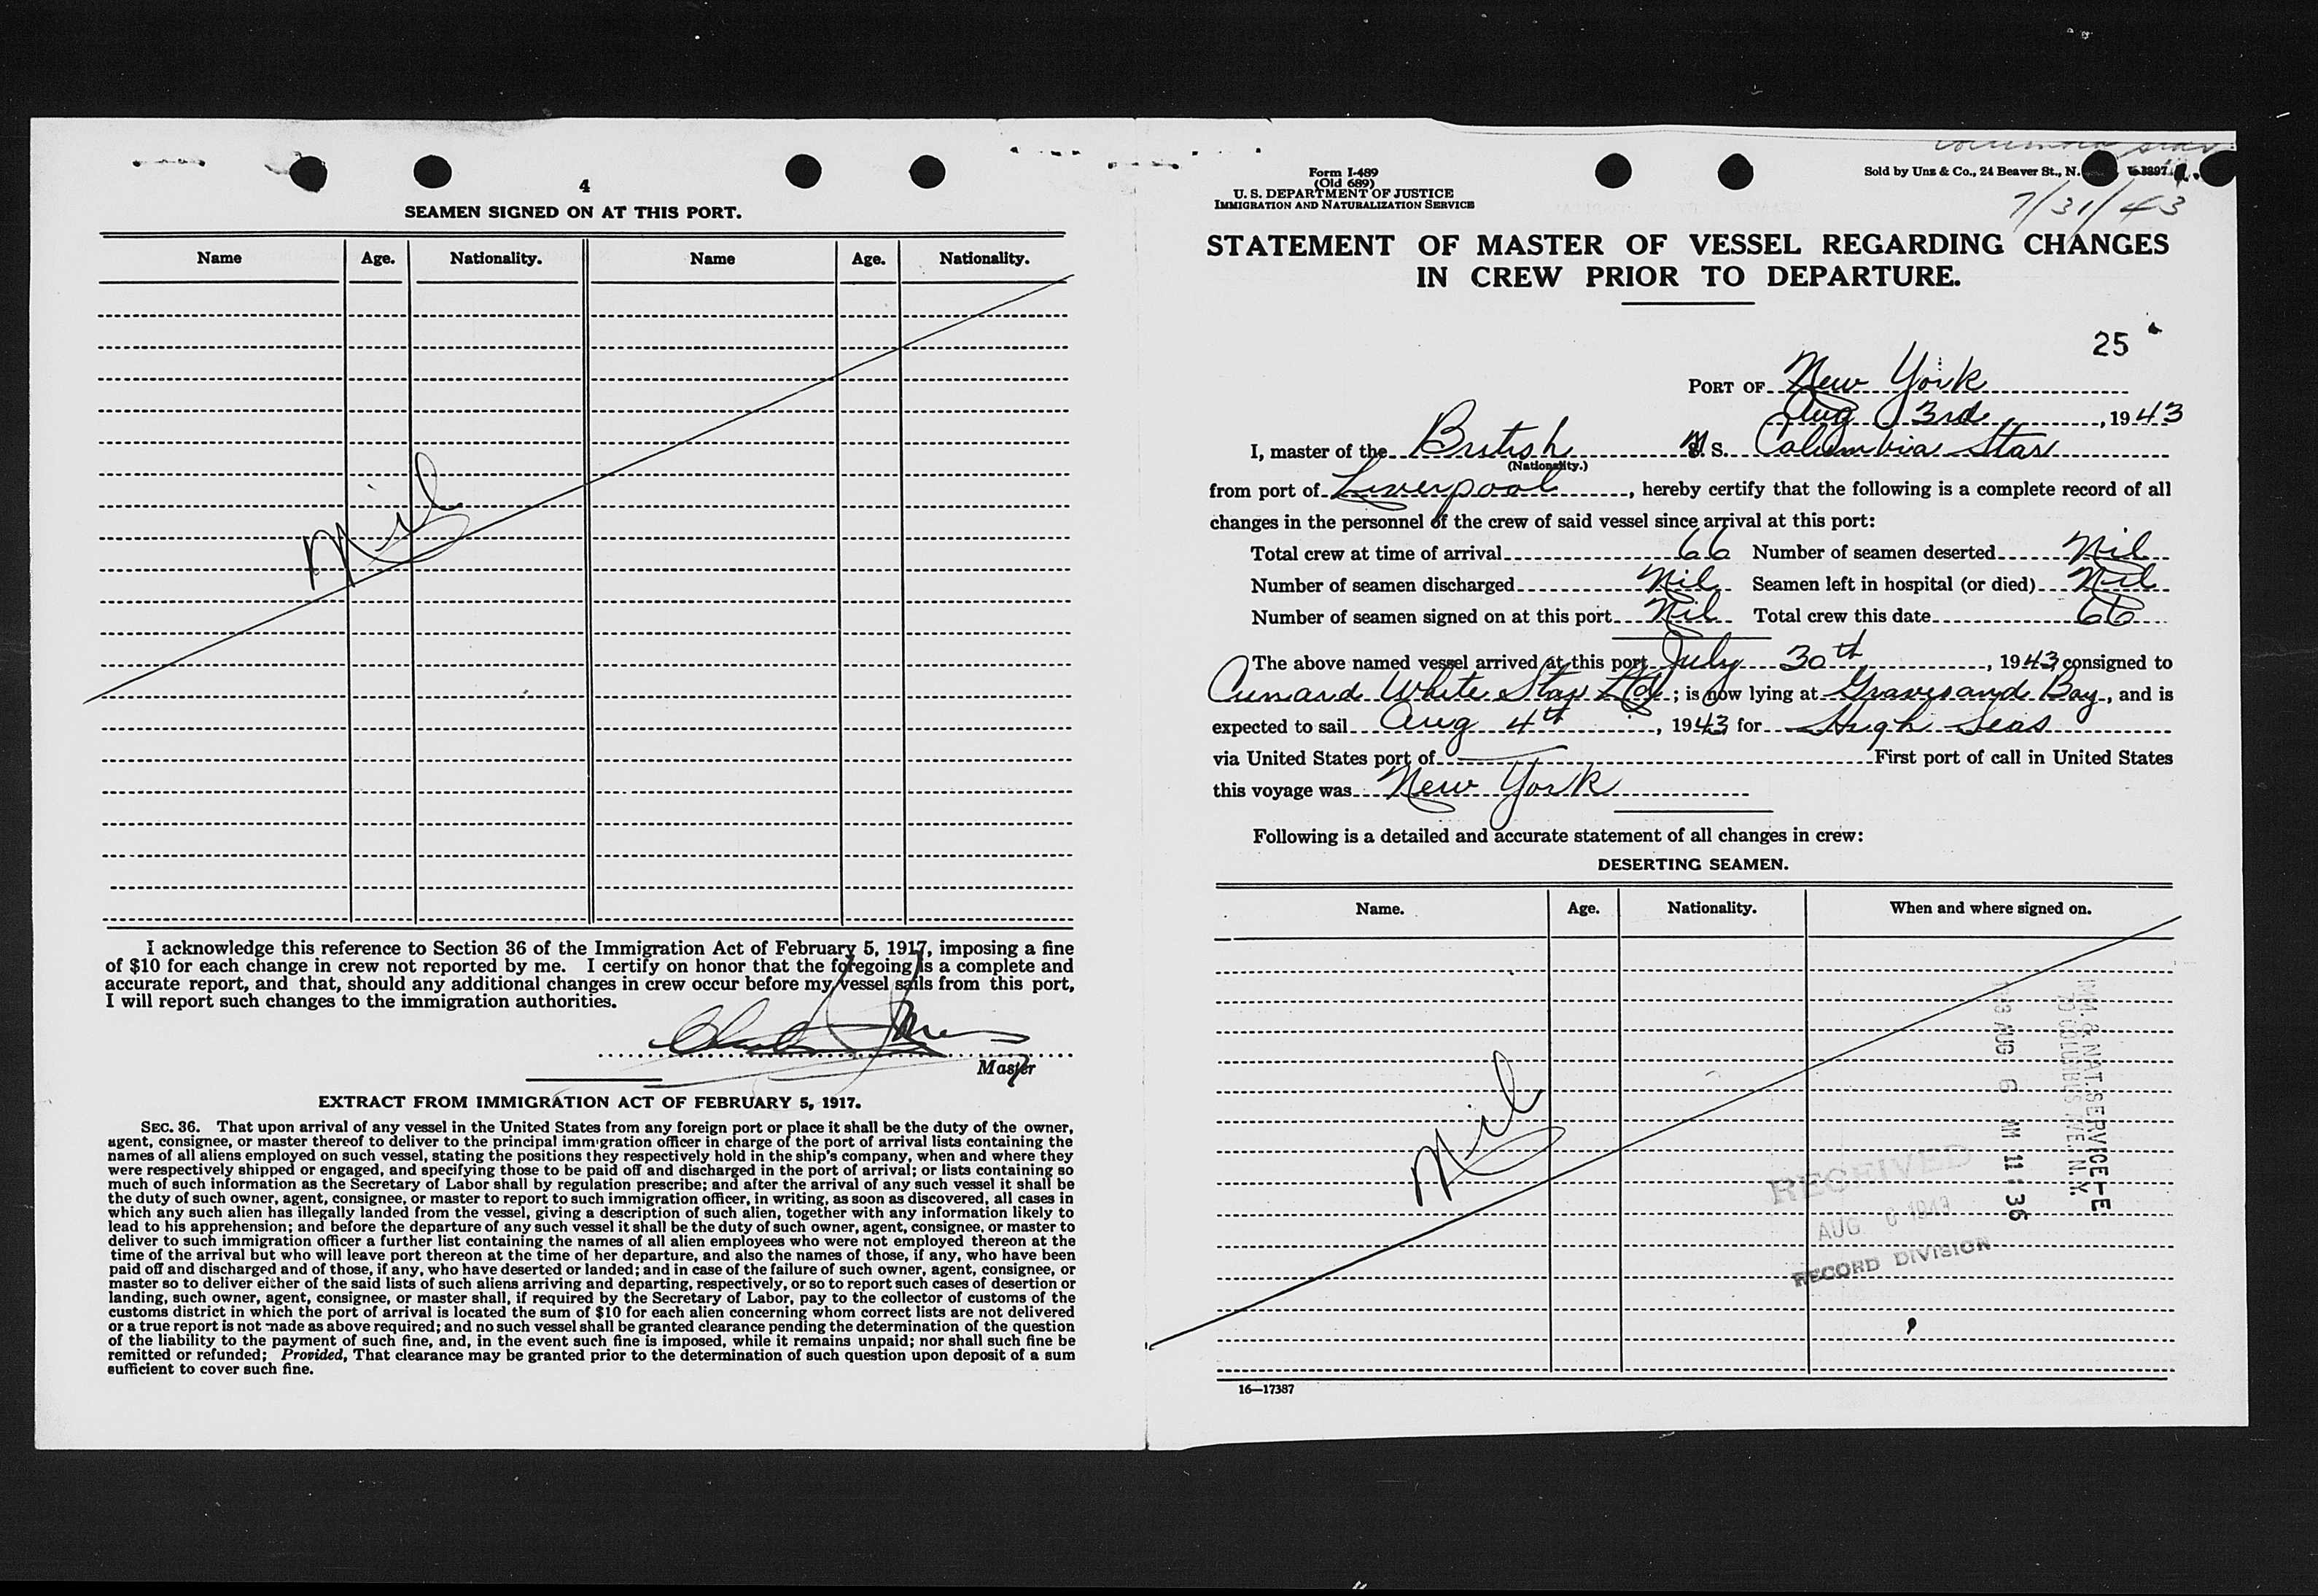 4
SEAMEN SIGNED ON AT THIS PORT.
Name Age. Nationality. Name Age. Nationality.
Nil
I acknowledge this reference to Section 36 of the Immigration Act of February 5, 1917, imposing a fine
of $10 for each change in crew not reported by me. I certify on honor that the foregoing is a complete and
accurate report, and that, should any additional changes in crew occur before my vessel sails from this port,
I will report such changes to the immigration authorities.
Master
EXTRACT FROM IMMIGRATION ACT OF FEBRUARY 5, 1917.
SEC. 36. That upon arrival of any vessel in the United States from any foreign port or place it shall be the duty of the owner,
agent, consignee, or master thereof to deliver to the principal immigration officer in charge of the port of arrival lists containing the
names of all aliens employed on such vessel, stating the positions they respectively hold in the ship's company, when and where they
were respectively shipped or engaged, and specifying those to be paid off and discharged in the port of arrival; or lists containing so
much of such information as the Secretary of Labor shall by regulation prescribe; and after the arrival of any such vessel it shall be
the duty of such owner, agent, consignee, or master to report to such immigration officer, in writing, as soon as discovered, all cases in
which any such alien has illegally landed from the vessel, giving a description of such alien, together with any information likely to
lead to his apprehension; and before the departure of any such vessel it shall be the duty of such owner, agent, consignee, or master to
deliver to such immigration officer a further list containing the names of all alien employees who were not employed thereon at the
time of the arrival but who will leave port thereon at the time of her departure, and also the names of those, if any, who have been
paid off and discharged and of those, if any, who have deserted or landed; and in case of the failure of such owner, agent, consignee, or
master so to deliver either of the said lists of such aliens arriving and departing, respectively, or so to report such cases of desertion or
landing, such owner, agent, consignee, or master shall, if required by the Secretary of Labor, pay to the collector of customs of the
customs district in which the port of arrival is located the sum of $10 for each alien concerning whom correct lists are not delivered
or a true report is not made as above required; and no such vessel shall be granted clearance pending the determination of the question
of the liability to the payment of such fine, and, in the event such fine is imposed, while it remains unpaid; nor shall such fine be
remitted or refunded; Provided, That clearance may be granted prior to the determination of such question upon deposit of a sum
sufficient to cover such fine.
Form I-489
(Old 689)
U. S. DEPARTMENT OF JUSTICE
IMMIGRATION AND NATURALIZATION SERVICE
Sold by Uns & Co., 24 Beaver St., N.
7/31/43
STATEMENT OF MASTER OF VESSEL REGARDING CHANGES
IN CREW PRIOR TO DEPARTURE.
25
PORT OF New York
Aug 3rd, 1943
I, master of the British M. S. Columbia Star
(Nationality.)
from port of Liverpool, hereby certify that the following is a complete record of all
changes in the personnel of the crew of said vessel since arrival at this port:
Total crew at time of arrival 66 Number of seamen deserted Nil
Number of seamen discharged Nil Seamen left in hospital (or died) Nil
Number of seamen signed on at this port Nil Total crew this date 66
The above named vessel arrived at this port July 30th, 1943 consigned to
Cunard White Star Ltd; is now lying at Gravesand Bay, and is
expected to sail Aug 4th, 1943 for High Seas
via United States port of — First port of call in United States
this voyage was New York
Following is a detailed and accurate statement of all changes in crew:
DESERTING SEAMEN.
Name. Age. Nationality. When and where signed on.
Nil
IMM. & NAT. SERVICE-E
70 COLUMBUS AVE. N.Y.
1943 AUG 6 AM 11:36
RECEIVED
AUG 6 1943
RECORD DIVISION
16—17387